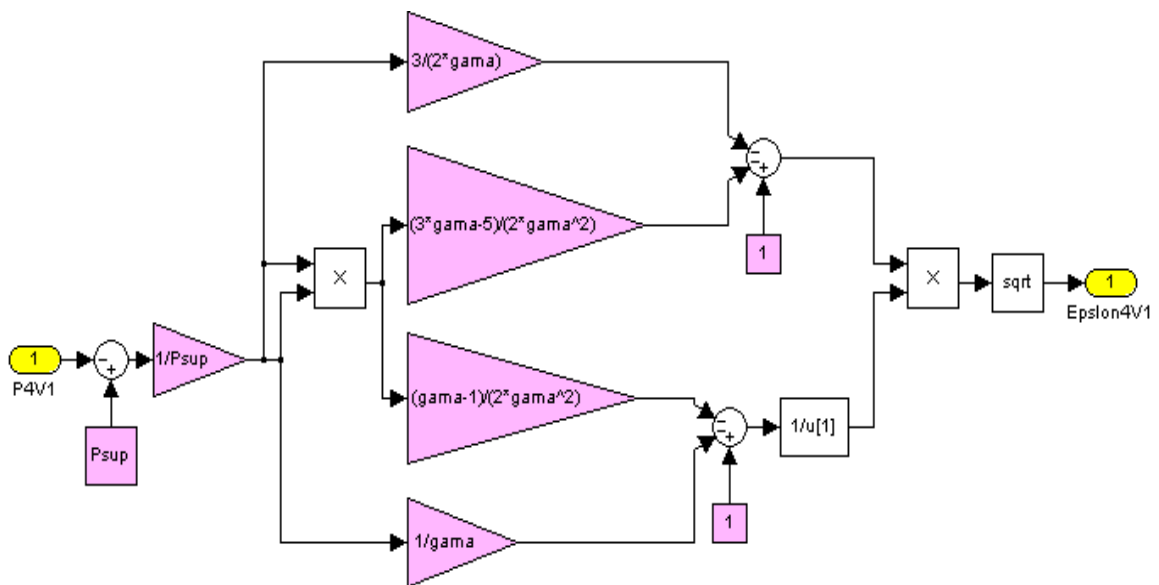 3/(2*gama)
-
-
+
(3*gama-5)/(2*gama^2)
1
X
X
sqrt
1
Epslon4V1
1
P4V1
-
+
1/Psup
Psup
(gama-1)/(2*gama^2)
-
-
+
1/u[1]
1
1/gama